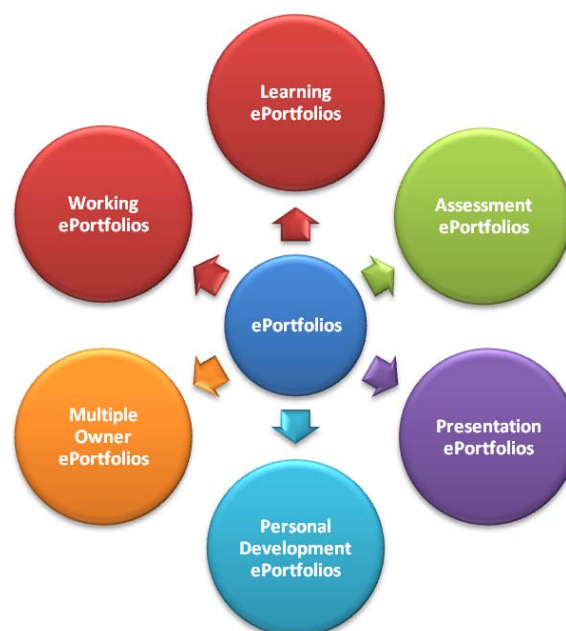 Learning
ePortfolios
Working
ePortfolios
Assessment
ePortfolios
ePortfolios
Multiple
Owner
ePortfolios
Presentation
ePortfolios
Personal
Development
ePortfolios